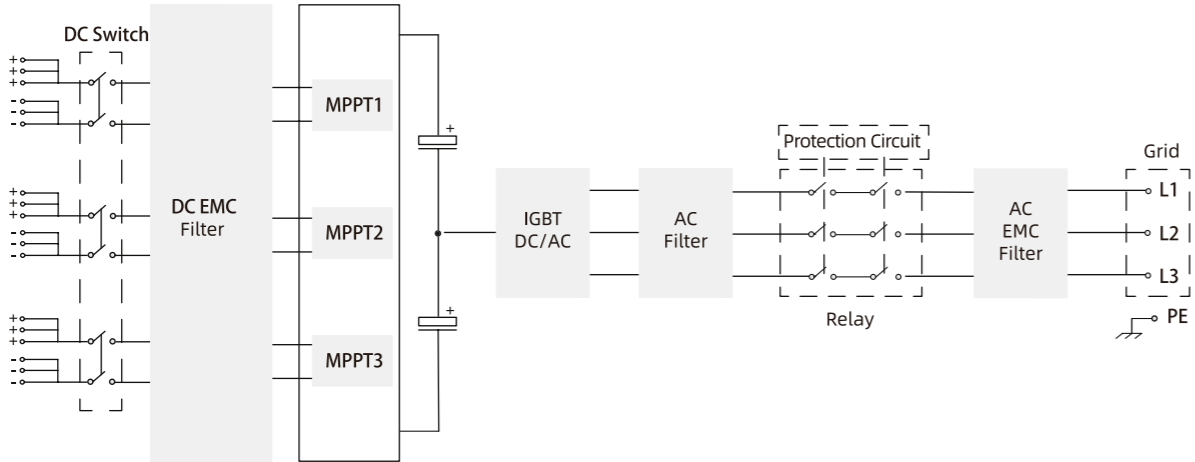 DC Switch
+
+
+
-
-
-
+
+
+
-
-
-
+
+
+
-
-
-
DC EMC
Filter
MPPT1
MPPT2
MPPT3
+
+
IGBT
DC/AC
AC
Filter
Protection Circuit
Relay
AC
EMC
Filter
Grid
L1
L2
L3
PE